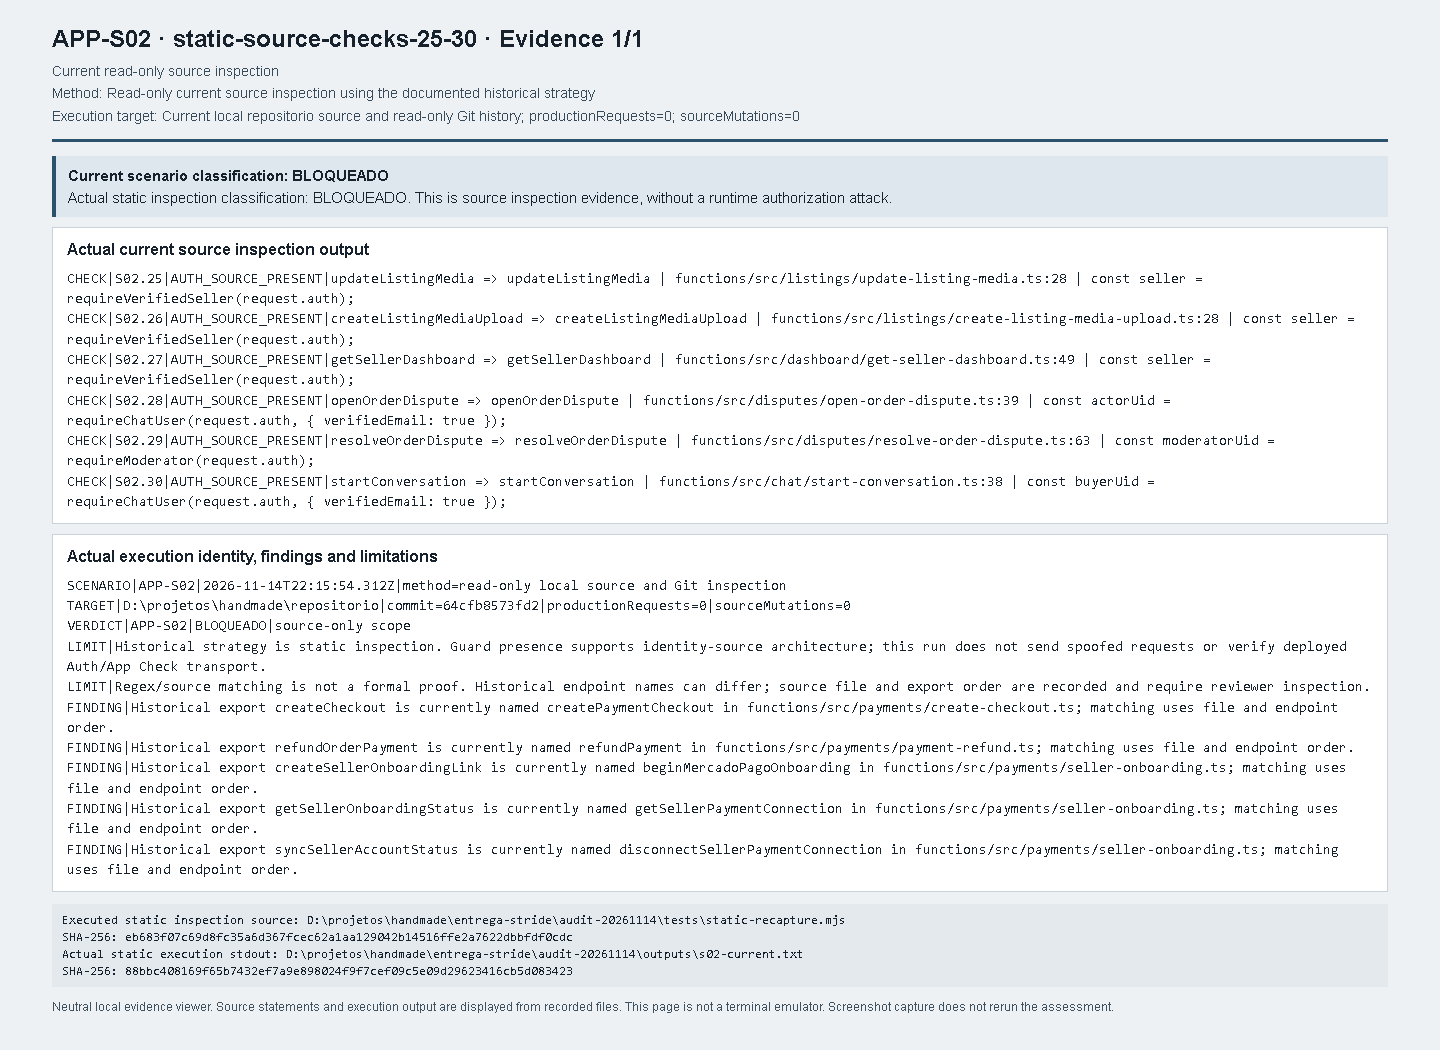 APP-S02 · static-source-checks-25-30 · Evidence 1/1
Current read-only source inspection
Method: Read-only current source inspection using the documented historical strategy
Execution target: Current local repositorio source and read-only Git history; productionRequests=0; sourceMutations=0
Current scenario classification: BLOQUEADO
Actual static inspection classification: BLOQUEADO. This is source inspection evidence, without a runtime authorization attack.
Actual current source inspection output
CHECK|S02.25|AUTH_SOURCE_PRESENT|updateListingMedia => updateListingMedia | functions/src/listings/update-listing-media.ts:28 | const seller =
requireVerifiedSeller(request.auth);
CHECK|S02.26|AUTH_SOURCE_PRESENT|createListingMediaUpload => createListingMediaUpload | functions/src/listings/create-listing-media-upload.ts:28 | const seller =
requireVerifiedSeller(request.auth);
CHECK|S02.27|AUTH_SOURCE_PRESENT|getSellerDashboard => getSellerDashboard | functions/src/dashboard/get-seller-dashboard.ts:49 | const seller =
requireVerifiedSeller(request.auth);
CHECK|S02.28|AUTH_SOURCE_PRESENT|openOrderDispute => openOrderDispute | functions/src/disputes/open-order-dispute.ts:39 | const actorUid =
requireChatUser(request.auth, { verifiedEmail: true });
CHECK|S02.29|AUTH_SOURCE_PRESENT|resolveOrderDispute => resolveOrderDispute | functions/src/disputes/resolve-order-dispute.ts:63 | const moderatorUid =
requireModerator(request.auth);
CHECK|S02.30|AUTH_SOURCE_PRESENT|startConversation => startConversation | functions/src/chat/start-conversation.ts:38 | const buyerUid =
requireChatUser(request.auth, { verifiedEmail: true });
Actual execution identity, findings and limitations
SCENARIO|APP-S02|2026-11-14T22:15:54.312Z|method=read-only local source and Git inspection
TARGET|D:\projetos\handmade\repositorio|commit=64cfb8573fd2|productionRequests=0|sourceMutations=0
VERDICT|APP-S02|BLOQUEADO|source-only scope
LIMIT|Historical strategy is static inspection. Guard presence supports identity-source architecture; this run does not send spoofed requests or verify deployed
Auth/App Check transport.
LIMIT|Regex/source matching is not a formal proof. Historical endpoint names can differ; source file and export order are recorded and require reviewer inspection.
FINDING|Historical export createCheckout is currently named createPaymentCheckout in functions/src/payments/create-checkout.ts; matching uses file and endpoint
order.
FINDING|Historical export refundOrderPayment is currently named refundPayment in functions/src/payments/payment-refund.ts; matching uses file and endpoint order.
FINDING|Historical export createSellerOnboardingLink is currently named beginMercadoPagoOnboarding in functions/src/payments/seller-onboarding.ts; matching uses
file and endpoint order.
FINDING|Historical export getSellerOnboardingStatus is currently named getSellerPaymentConnection in functions/src/payments/seller-onboarding.ts; matching uses
file and endpoint order.
FINDING|Historical export syncSellerAccountStatus is currently named disconnectSellerPaymentConnection in functions/src/payments/seller-onboarding.ts; matching
uses file and endpoint order.
Executed static inspection source: D:\projetos\handmade\entrega-stride\audit-20261114\tests\static-recapture.mjs
SHA-256: eb683f07c69d8fc35a6d367fcec62a1aa129042b14516ffe2a7622dbbfdf0cdc
Actual static execution stdout: D:\projetos\handmade\entrega-stride\audit-20261114\outputs\s02-current.txt
SHA-256: 88bbc408169f65b7432ef7a9e898024f9f7cef09c5e09d29623416cb5d083423
Neutral local evidence viewer. Source statements and execution output are displayed from recorded files. This page is not a terminal emulator. Screenshot capture does not rerun the assessment.